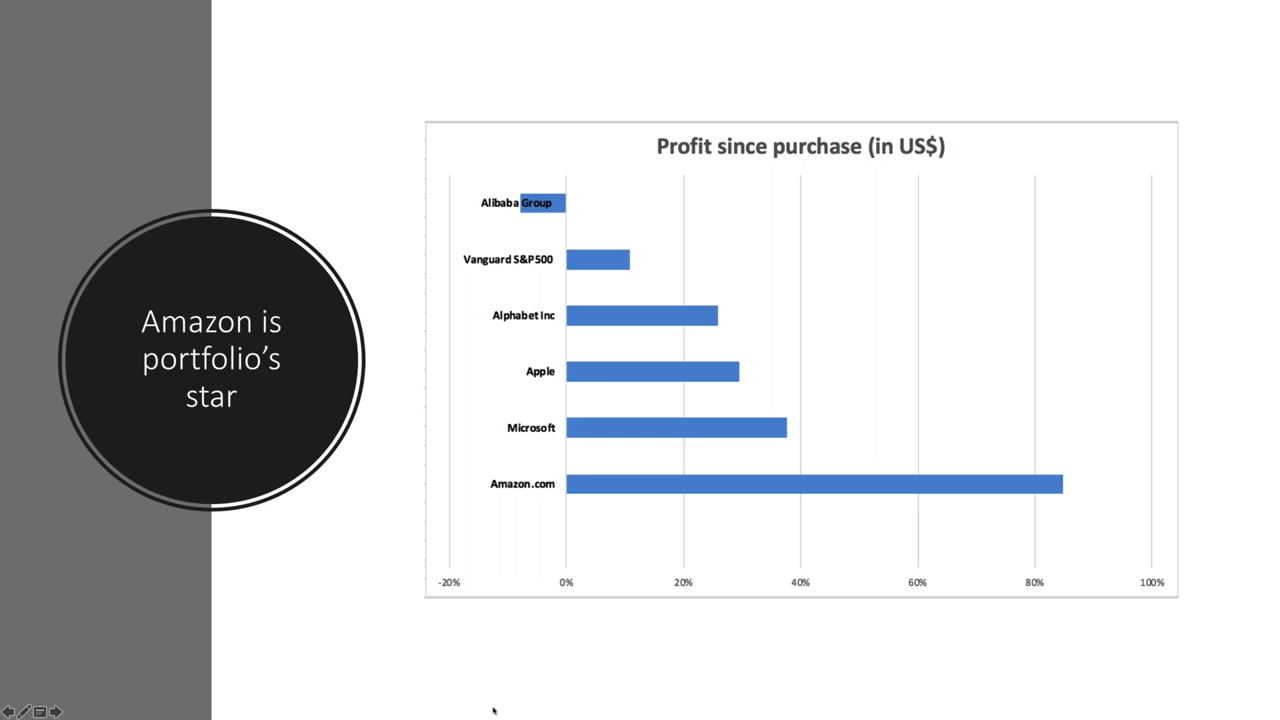 Amazon is
portfolio’s
star
Profit since purchase (in US$)
Alibaba Group
Vanguard S&P500
Alphabet Inc
Apple
Microsoft
Amazon.com
-20% 0% 20% 40% 60% 80% 100%